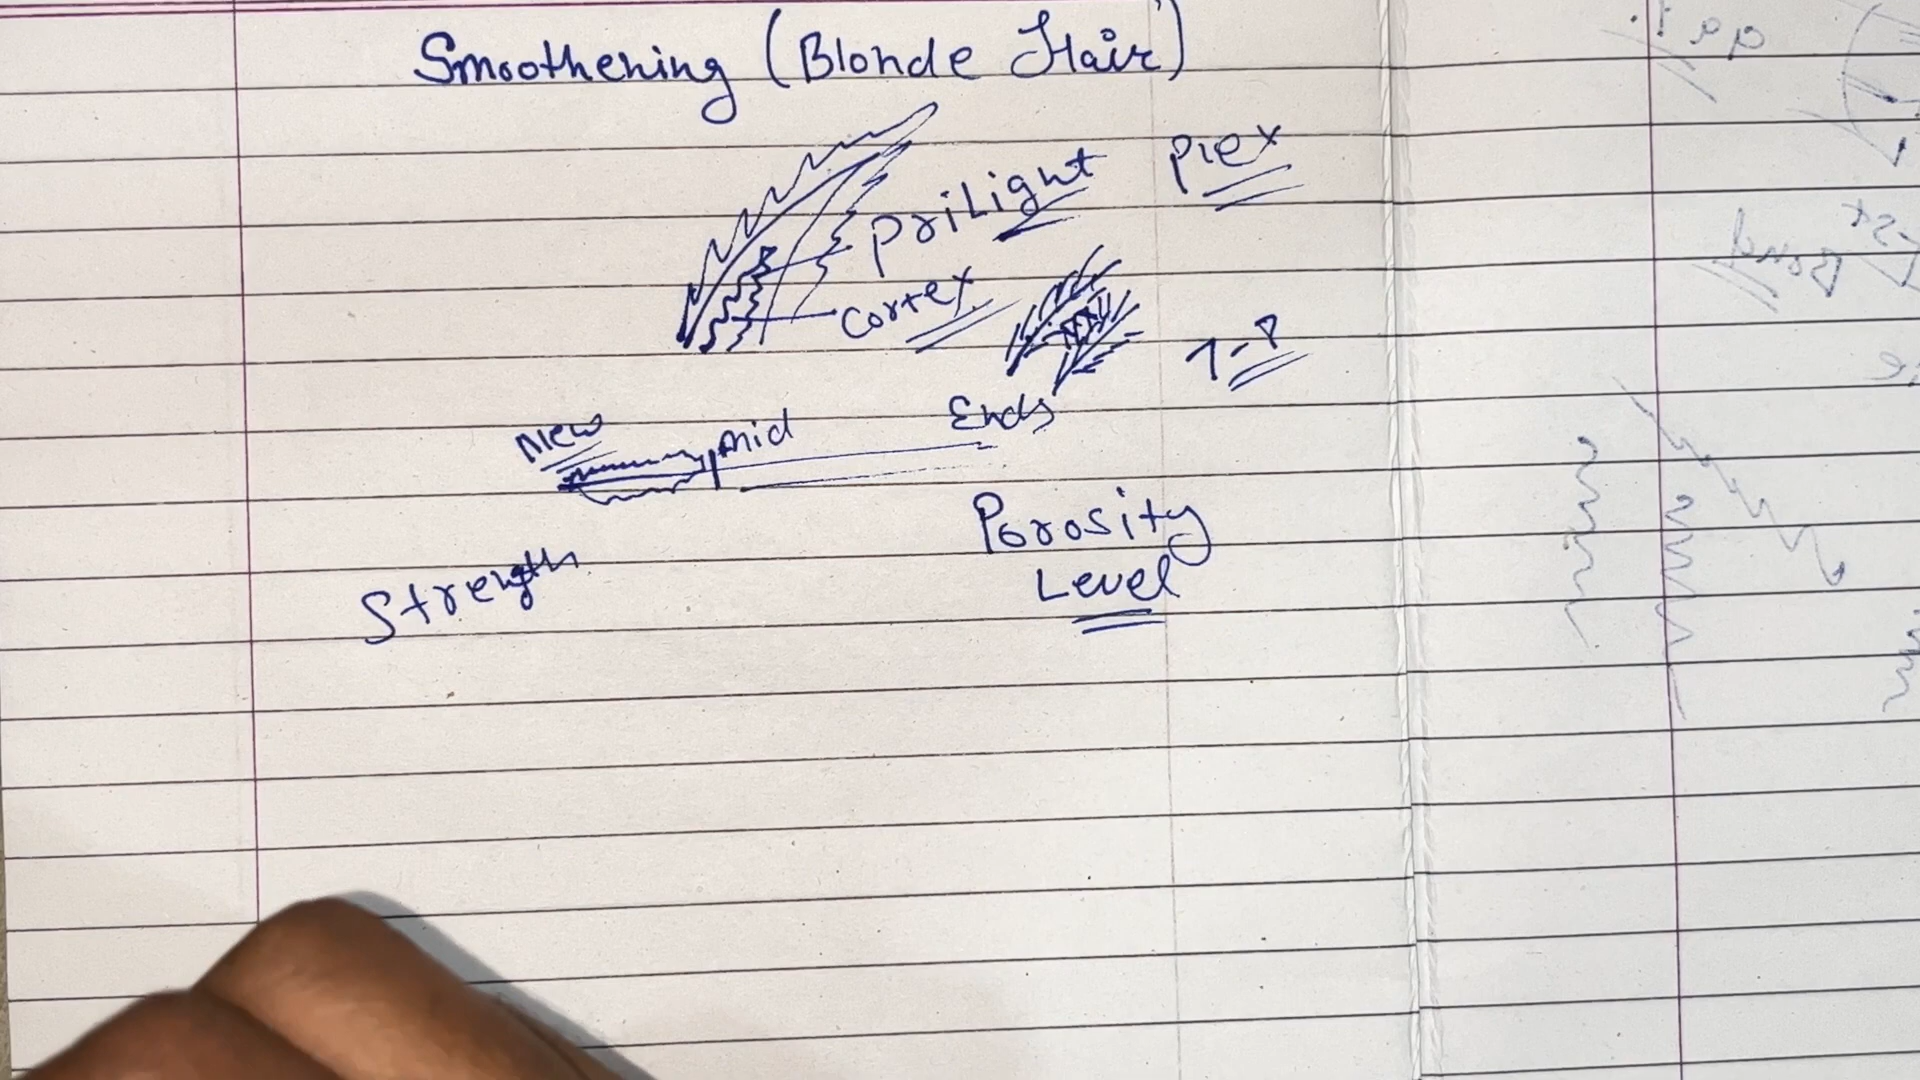 Smoothening (Blonde Hair)
PriLight Plex
Cortex
New Mid Ends
Porosity
Level
Strength